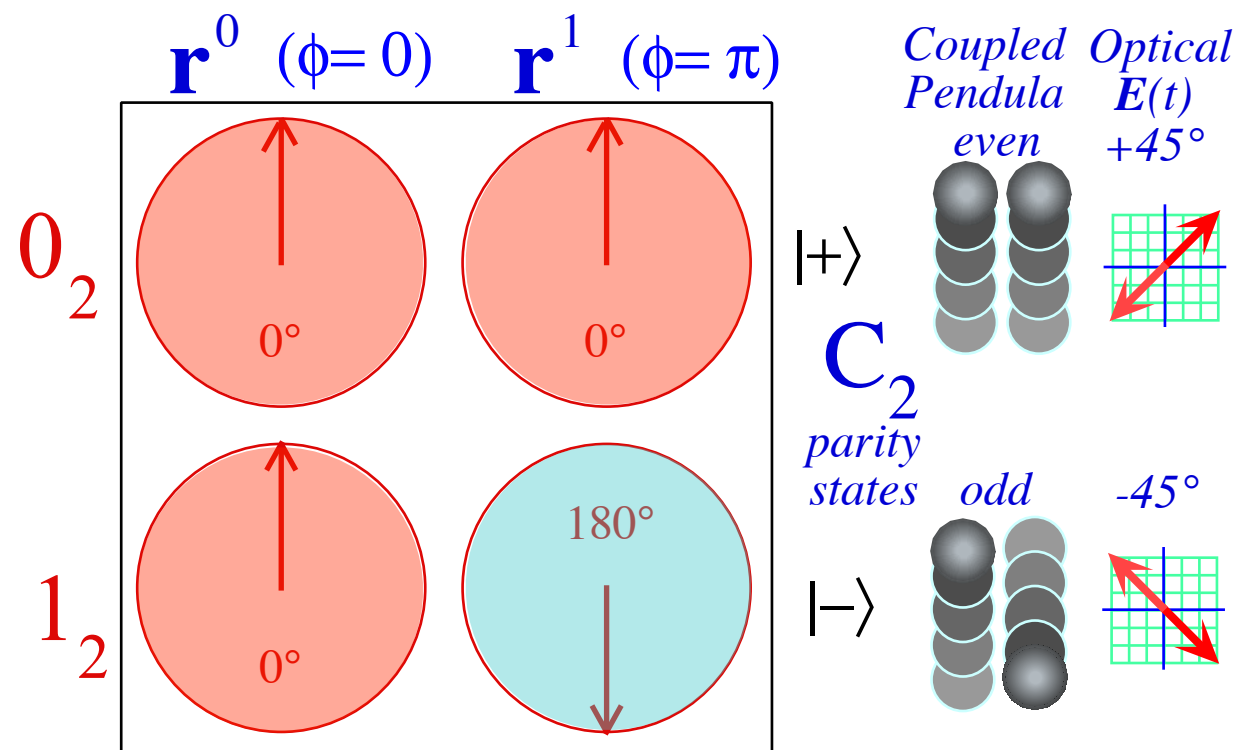 r⁰ (ϕ= 0) r¹ (ϕ= π)
Coupled Pendula even
Optical E(t) +45°
0₂ 0° 0° |+⟩
C₂
parity states
odd -45°
1₂ 0° 180° |−⟩